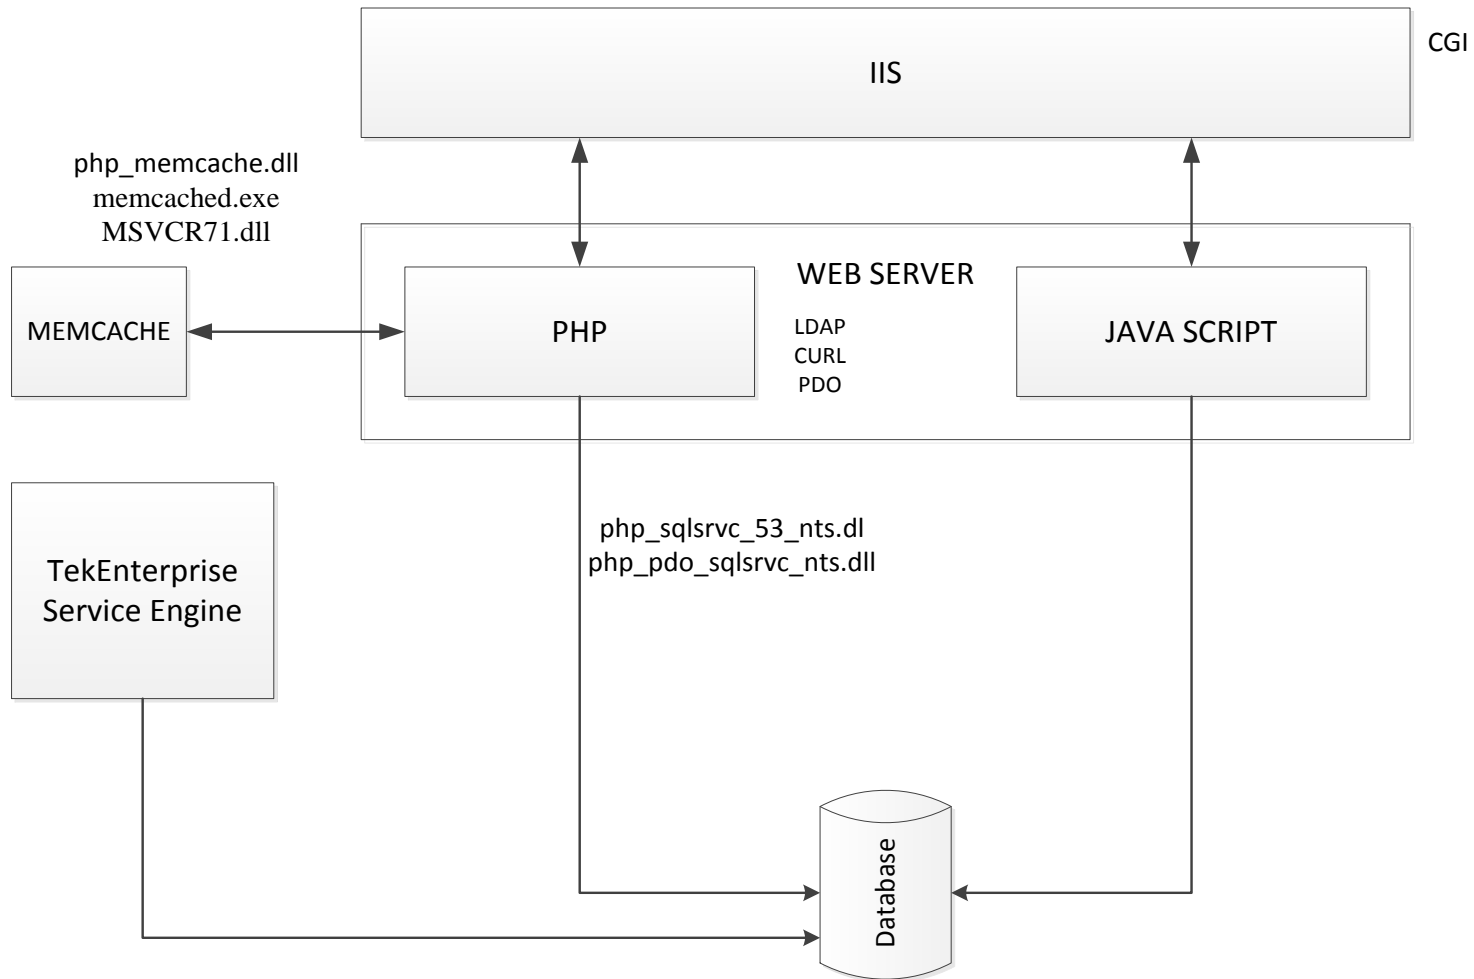 IIS
CGI
php_memcache.dll
memcached.exe
MSVCR71.dll
MEMCACHE
PHP
WEB SERVER
LDAP
CURL
PDO
JAVA SCRIPT
TekEnterprise
Service Engine
php_sqlsrvc_53_nts.dl
php_pdo_sqlsrvc_nts.dll
Database